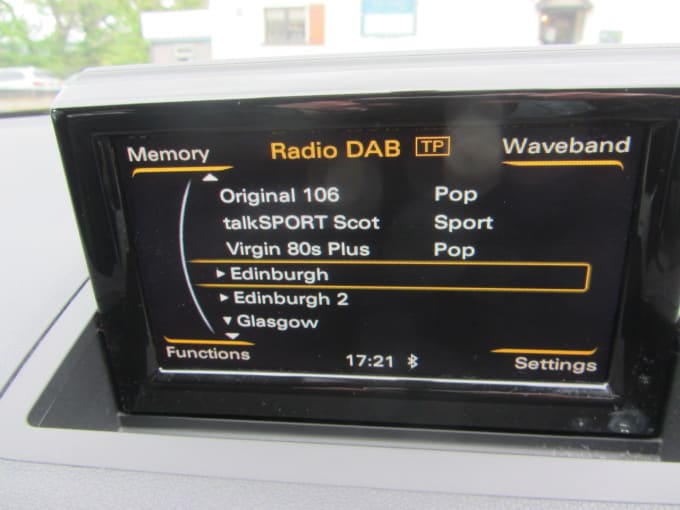 Memory Radio DAB TP Waveband
Original 106 Pop
talkSPORT Scot Sport
Virgin 80s Plus Pop
Edinburgh
Edinburgh 2
Glasgow
Functions 17:21 Settings